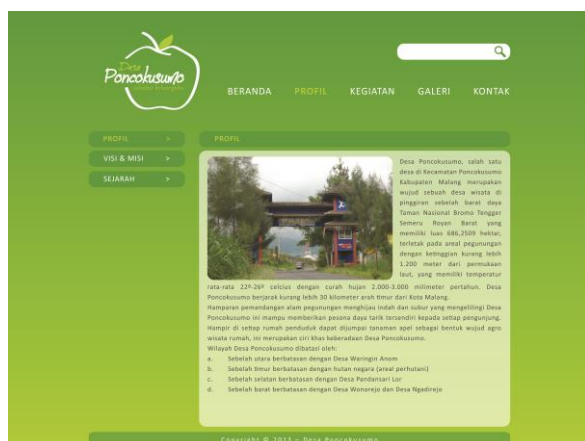 Desa
Poncokusumo
BERANDA PROFIL KEGIATAN GALERI KONTAK
PROFIL >
VISI & MISI >
SEJARAH >
PROFIL
Desa Poncokusumo, salah satu
desa di Kecamatan Poncokusumo
Kabupaten Malang merupakan
wujud sebuah desa wisata di
pinggiran sebelah barat daya
Taman Nasional Bromo Tengger
Semeru Royan Barat yang
memiliki luas 686,2509 hektar,
terletak pada areal pegunungan
dengan ketinggian kurang lebih
1.200 meter dari permukaan
laut, yang memiliki temperatur
rata-rata 22º-26º celcius dengan curah hujan 2.000-3.000 milimeter pertahun. Desa
Poncokusumo berjarak kurang lebih 30 kilometer arah timur dari Kota Malang.
Hamparan pemandangan alam pegunungan menghijau indah dan subur yang mengelilingi Desa
Poncokusumo ini mampu memberikan pesona daya tarik tersendiri kepada setiap pengunjung.
Hampir di setiap rumah penduduk dapat dijumpai tanaman apel sebagai bentuk wujud agro
wisata rumah, ini merupakan ciri khas keberadaan Desa Poncokusumo.
Wilayah Desa Poncokusumo dibatasi oleh:
a. Sebelah utara berbatasan dengan Desa Waringin Anom
b. Sebelah timur berbatasan dengan hutan negara (areal perhutani)
c. Sebelah selatan berbatasan dengan Desa Pandansari Lor
d. Sebelah barat berbatasan dengan Desa Wonorejo dan Desa Ngadirejo
Copyright © 2013 – Desa Poncokusumo